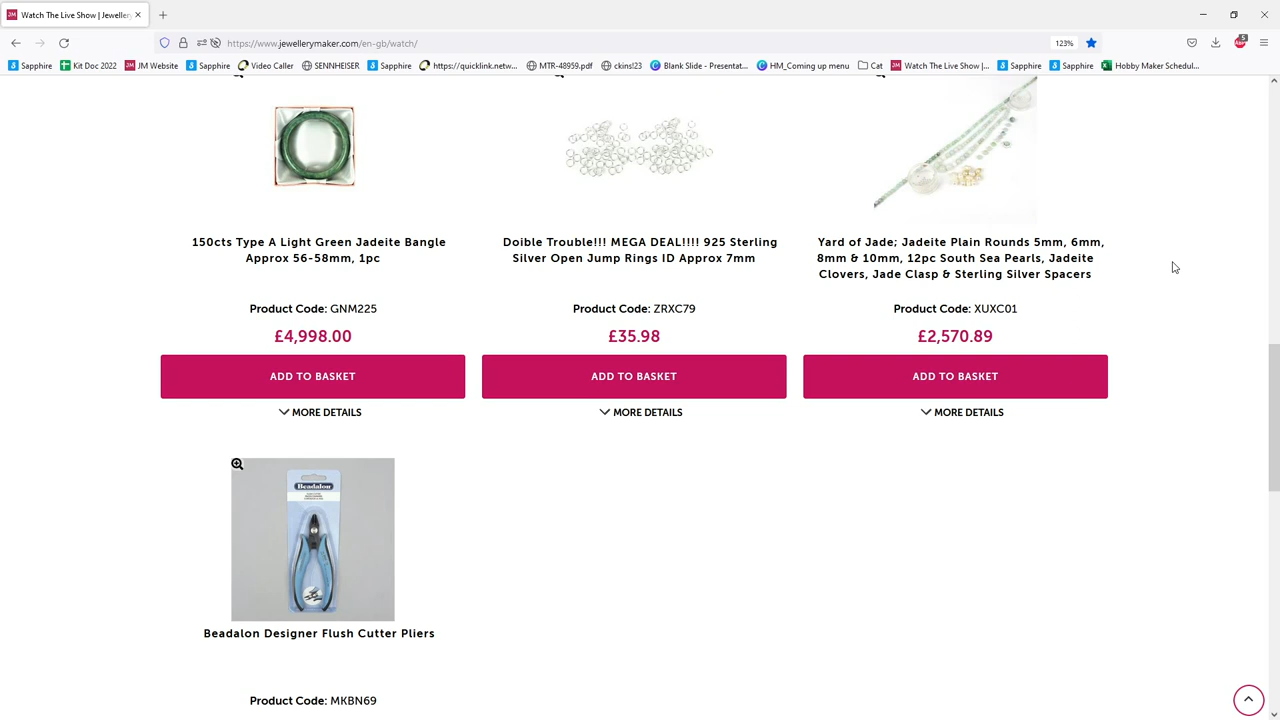 Watch The Live Show | Jeweller
https://www.jewellerymaker.com/en-gb/watch/
123%
Sapphire Kit Doc 2022 JM Website Sapphire Video Caller SENNHEISER Sapphire https://quicklink.netw... MTR-48959.pdf ckins!23 Blank Slide - Presentat... HM_Coming up menu Cat Watch The Live Show |... Sapphire Sapphire Hobby Maker Schedul...
150cts Type A Light Green Jadeite Bangle
Approx 56-58mm, 1pc
Product Code: GNM225
£4,998.00
ADD TO BASKET
MORE DETAILS
Doible Trouble!!! MEGA DEAL!!!! 925 Sterling
Silver Open Jump Rings ID Approx 7mm
Product Code: ZRXC79
£35.98
ADD TO BASKET
MORE DETAILS
Yard of Jade; Jadeite Plain Rounds 5mm, 6mm,
8mm & 10mm, 12pc South Sea Pearls, Jadeite
Clovers, Jade Clasp & Sterling Silver Spacers
Product Code: XUXC01
£2,570.89
ADD TO BASKET
MORE DETAILS
Beadalon
Beadalon Designer Flush Cutter Pliers
Product Code: MKBN69